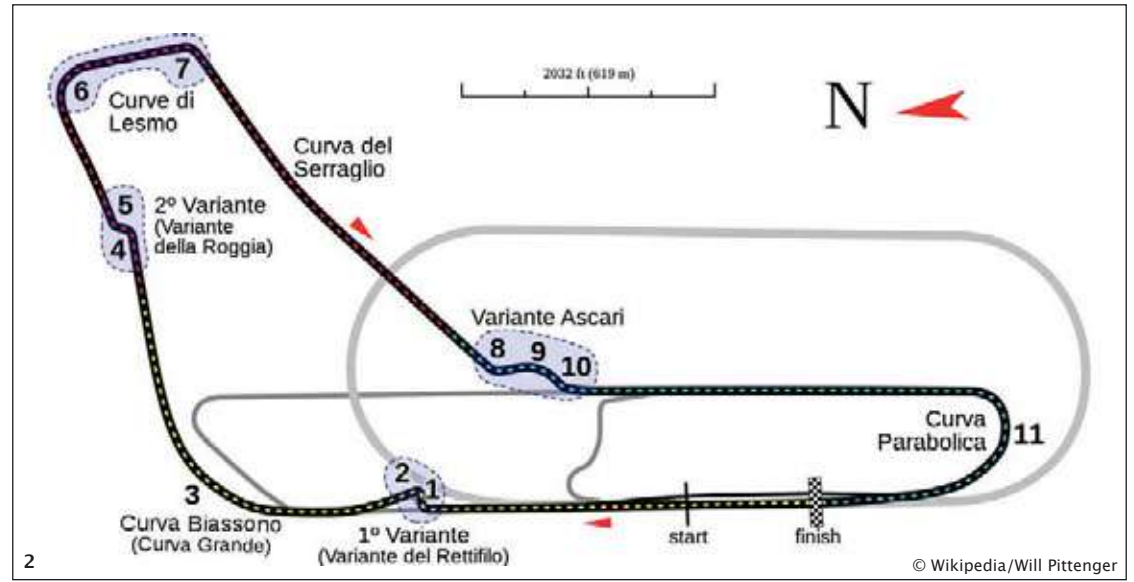 2032 ft (619 m)
N
6
7
Curve di
Lesmo
Curva del
Serraglio
5
4
2º Variante
(Variante
della Roggia)
Variante Ascari
8
9
10
Curva
Parabolica
11
2
1
3
Curva Biassono
(Curva Grande)
1º Variante
(Variante del Rettifilo)
start
finish
2
© Wikipedia/Will Pittenger